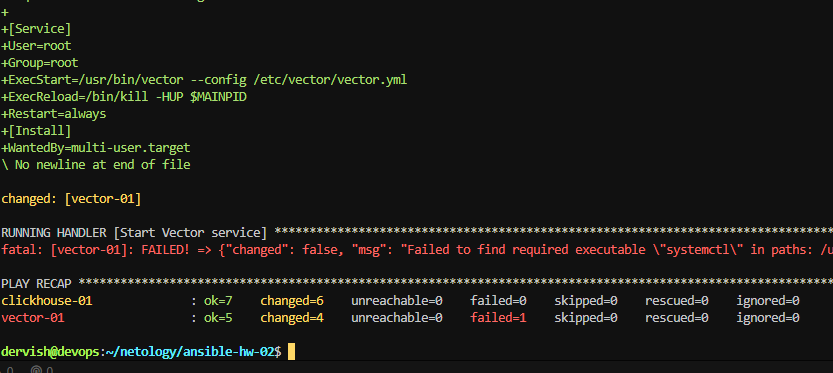 +
+[Service]
+User=root
+Group=root
+ExecStart=/usr/bin/vector --config /etc/vector/vector.yml
+ExecReload=/bin/kill -HUP $MAINPID
+Restart=always
+[Install]
+WantedBy=multi-user.target
\ No newline at end of file
changed: [vector-01]
RUNNING HANDLER [Start Vector service] ********************************************************************************
fatal: [vector-01]: FAILED! => {"changed": false, "msg": "Failed to find required executable \"systemctl\" in paths: /u
PLAY RECAP ************************************************************************************************************
clickhouse-01 : ok=7 changed=6 unreachable=0 failed=0 skipped=0 rescued=0 ignored=0
vector-01 : ok=5 changed=4 unreachable=0 failed=1 skipped=0 rescued=0 ignored=0
dervish@devops:~/netology/ansible-hw-02$